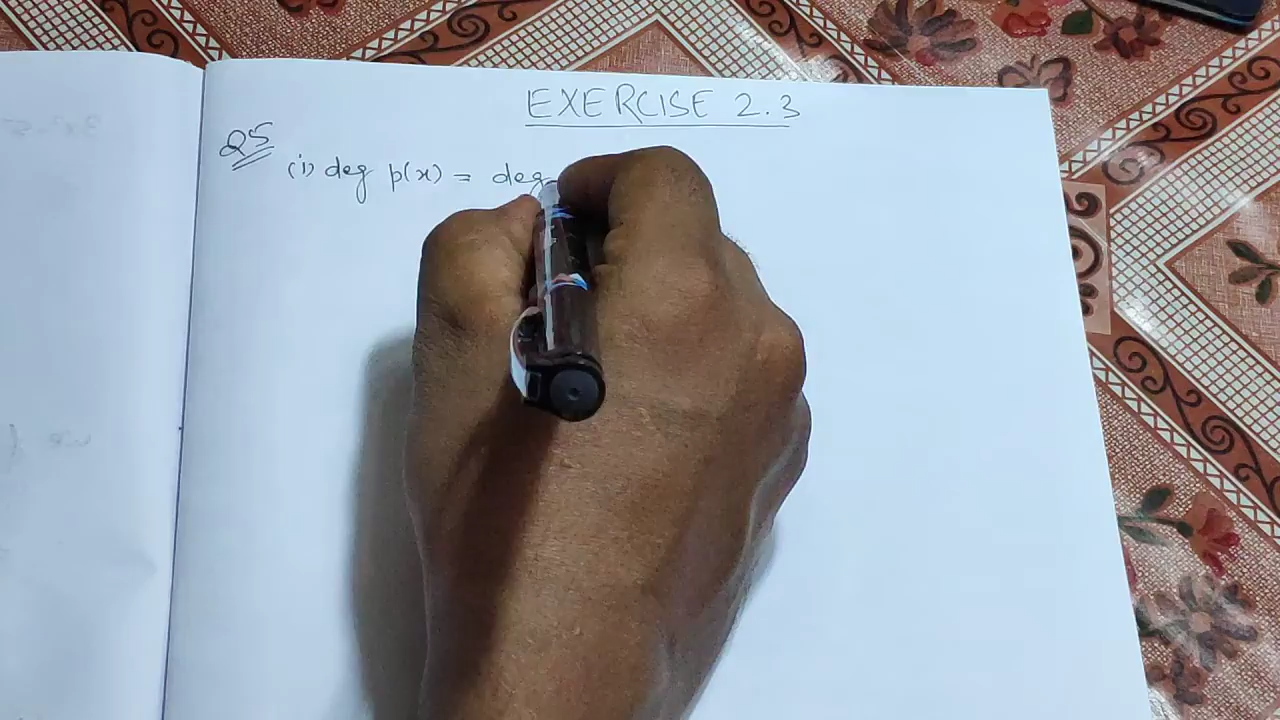 EXERCISE 2.3
Q5
(i) deg p(x) = deg